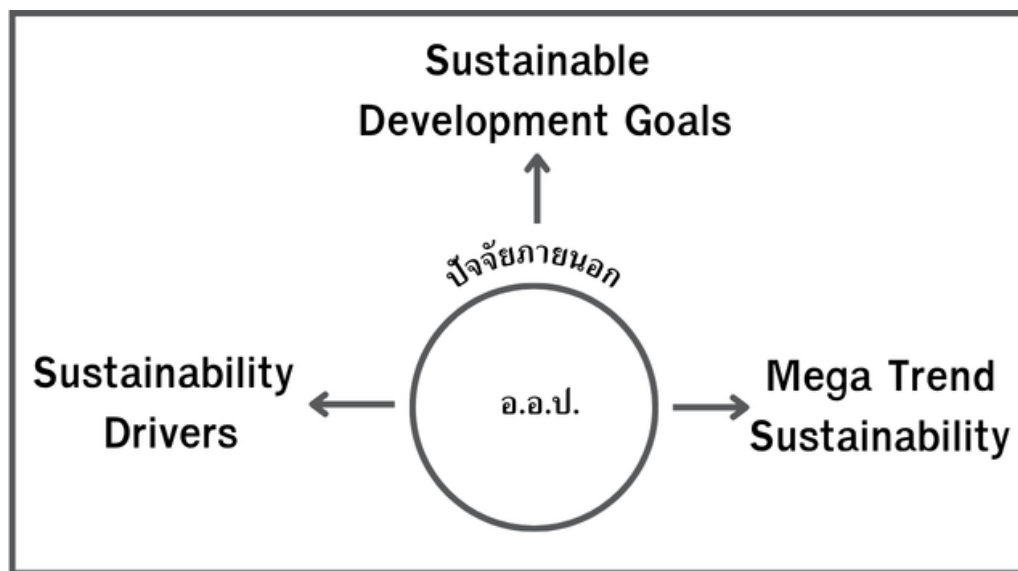 Sustainable
Development Goals
ปัจจัยภายนอก
อ.อ.ป.
Sustainability
Drivers
Mega Trend
Sustainability